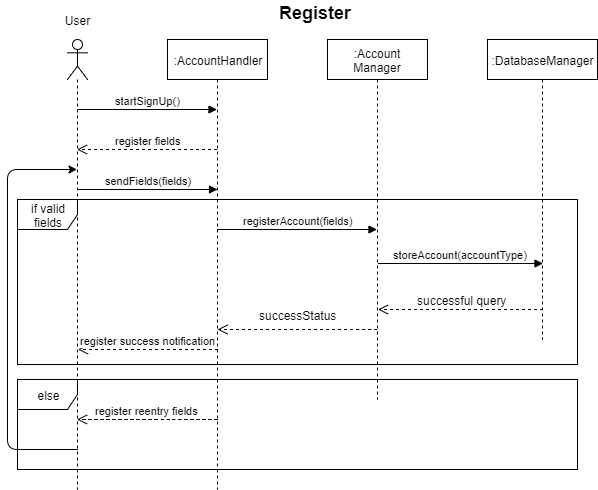 Register
User
:AccountHandler
:Account
Manager
:DatabaseManager
startSignUp()
register fields
sendFields(fields)
if valid
fields
registerAccount(fields)
storeAccount(accountType)
successful query
successStatus
register success notification
else
register reentry fields